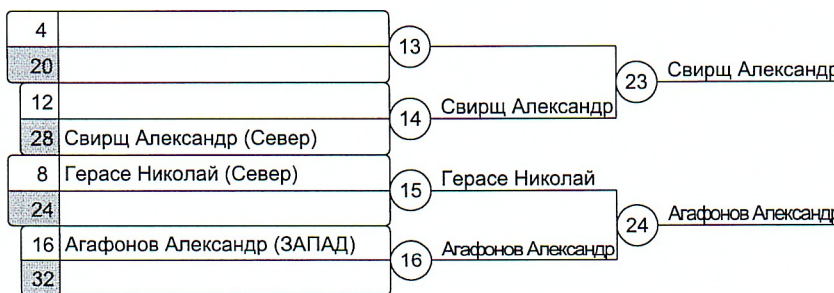 4
20
13
12
28 Свирщ Александр (Север)
14
Свирщ Александр
23
Свирщ Александр
8 Герасе Николай (Север)
24
15
Герасе Николай
16 Агафонов Александр (ЗАПАД)
32
16
Агафонов Александр
24
Агафонов Александр